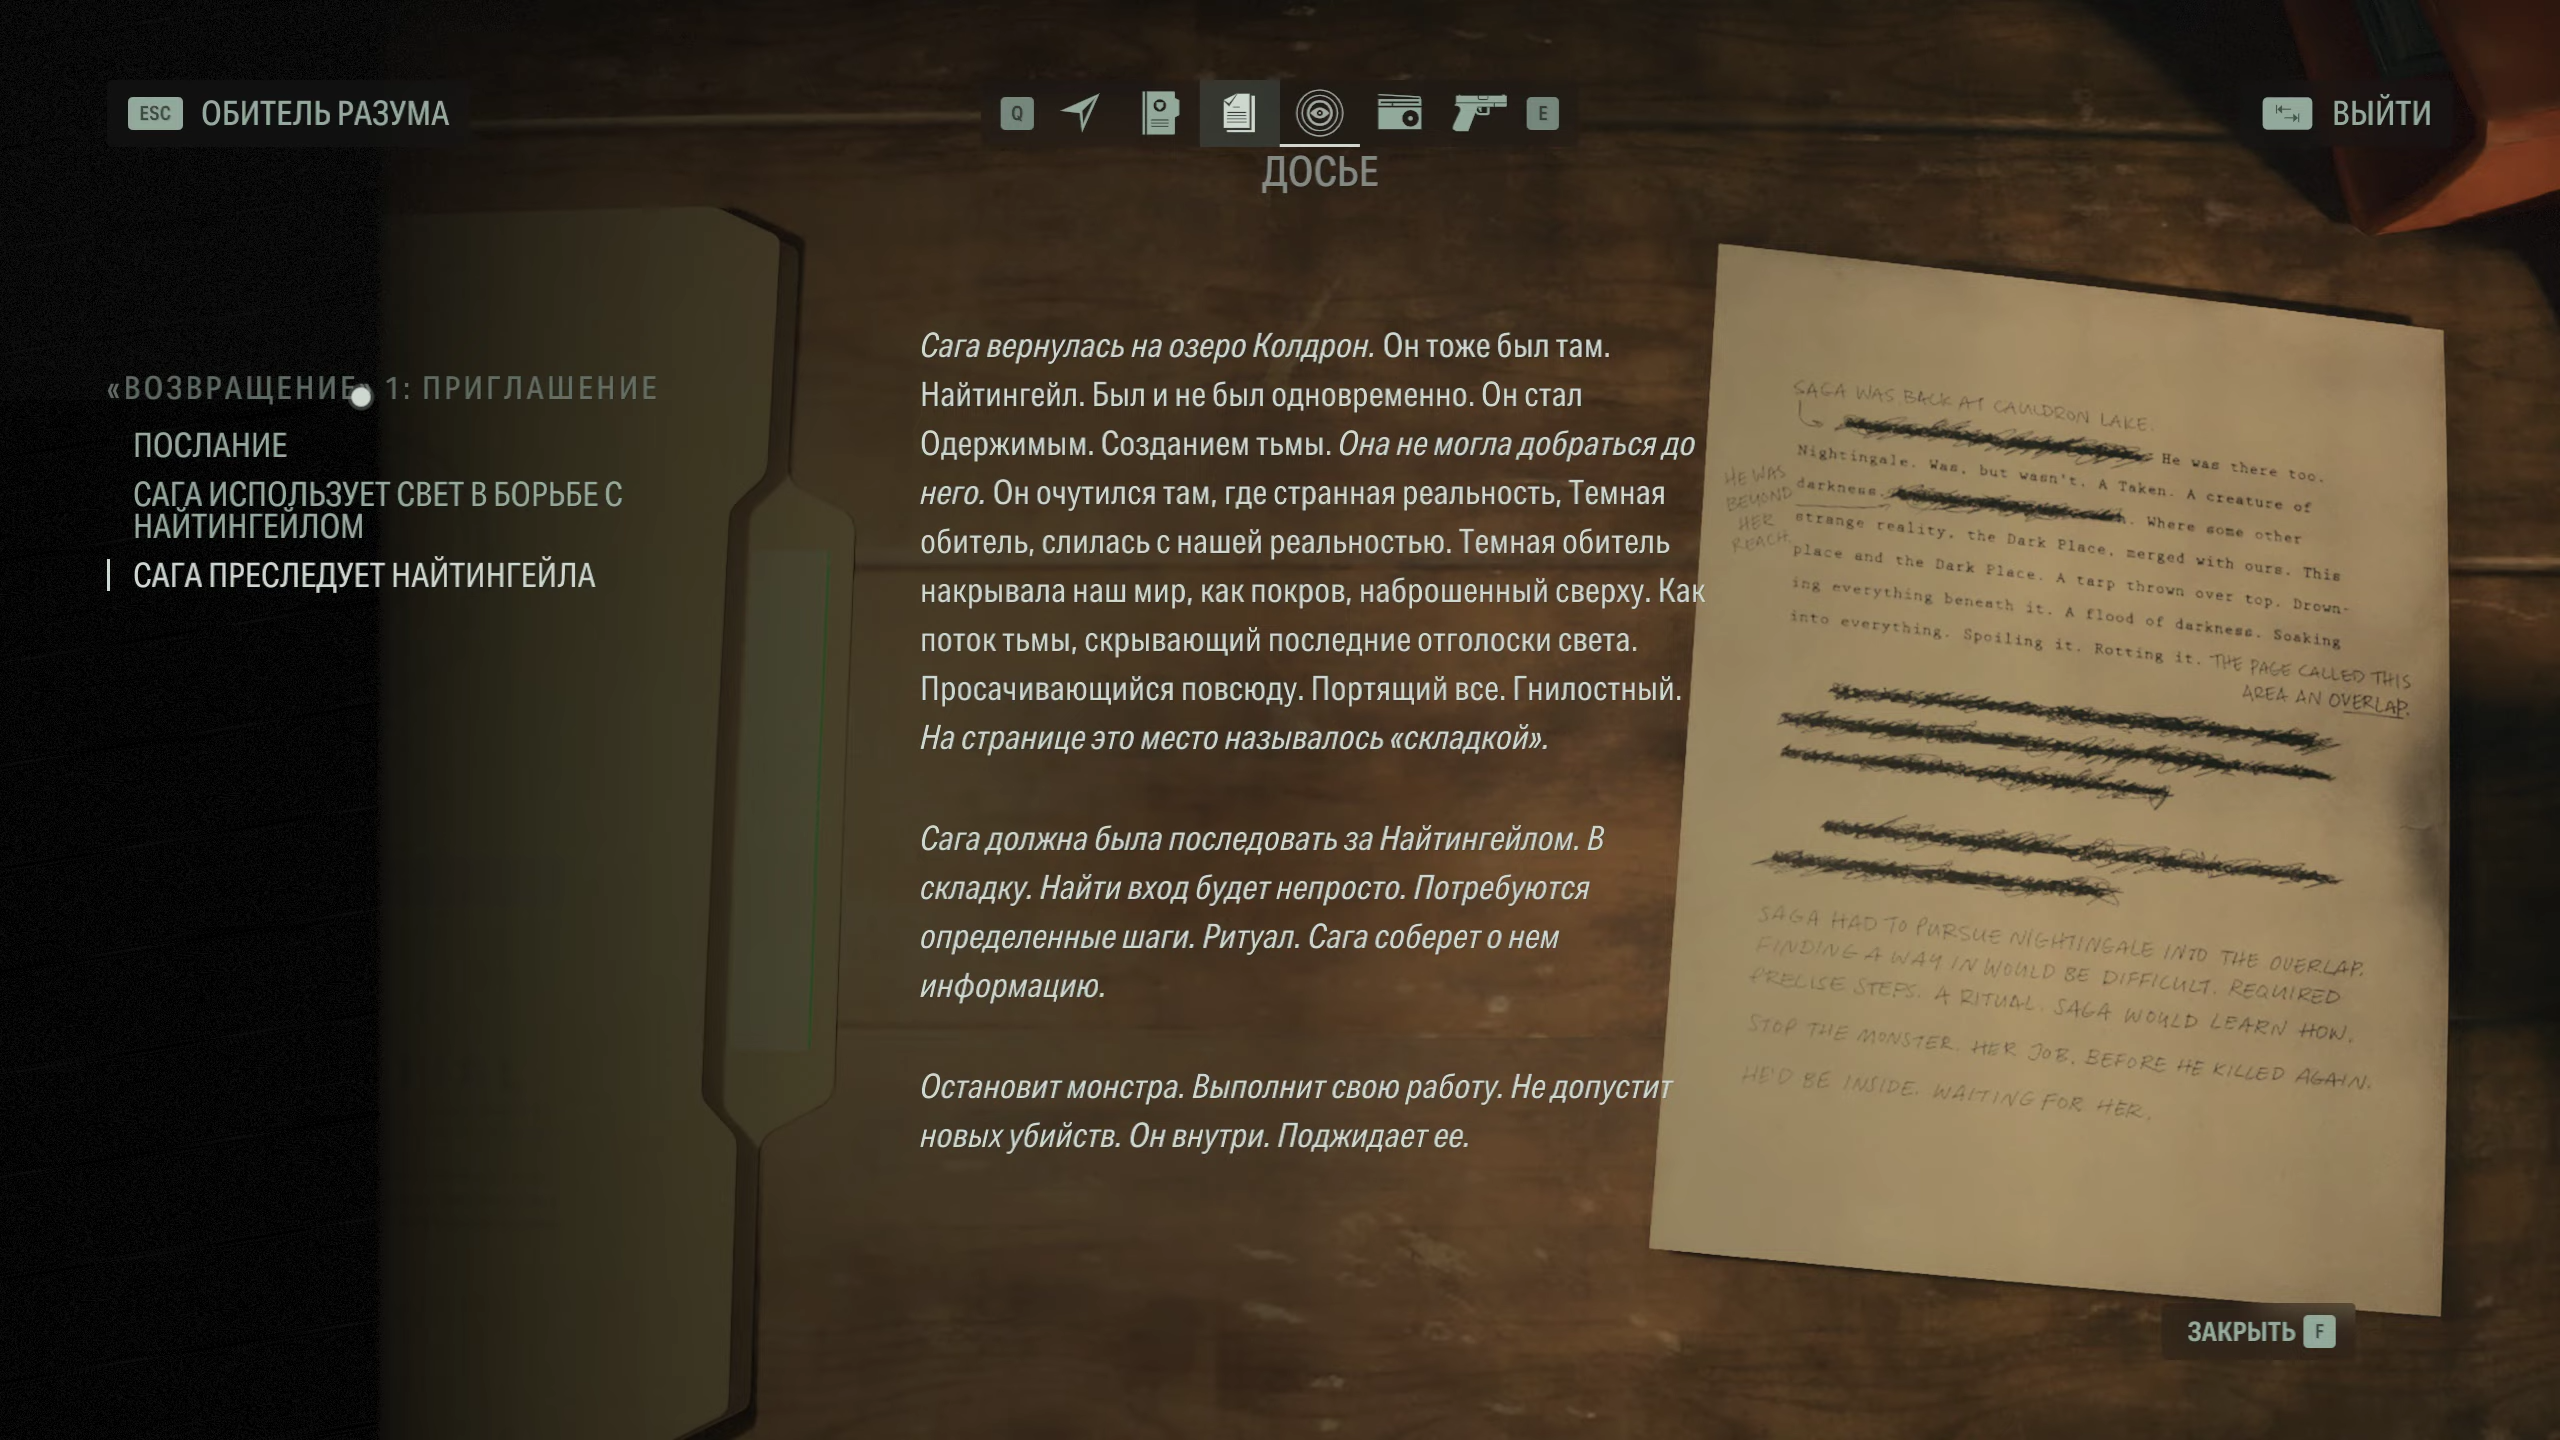 ESC ОБИТЕЛЬ РАЗУМА
Q
E
ВЫЙТИ
ДОСЬЕ
«ВОЗВРАЩЕНИЕ» 1: ПРИГЛАШЕНИЕ
ПОСЛАНИЕ
САГА ИСПОЛЬЗУЕТ СВЕТ В БОРЬБЕ С
НАЙТИНГЕЙЛОМ
САГА ПРЕСЛЕДУЕТ НАЙТИНГЕЙЛА
Сага вернулась на озеро Колдрон. Он тоже был там.
Найтингейл. Был и не был одновременно. Он стал
Одержимым. Созданием тьмы. Она не могла добраться до
него. Он очутился там, где странная реальность, Темная
обитель, слилась с нашей реальностью. Темная обитель
накрывала наш мир, как покров, наброшенный сверху. Как
поток тьмы, скрывающий последние отголоски света.
Просачивающийся повсюду. Портящий все. Гнилостный.
На странице это место называлось «складкой».
Сага должна была последовать за Найтингейлом. В
складку. Найти вход будет непросто. Потребуются
определенные шаги. Ритуал. Сага соберет о нем
информацию.
Остановит монстра. Выполнит свою работу. Не допустит
новых убийств. Он внутри. Поджидает ее.
SAGA WAS BACK AT CAULDRON LAKE.
He was there too.
Nightingale. Was, but wasn't. A Taken. A creature of
darkness. Where some other
strange reality, the Dark Place, merged with ours. This
place and the Dark Place. A tarp thrown over top. Drown-
ing everything beneath it. A flood of darkness. Soaking
into everything. Spoiling it. Rotting it. THE PAGE CALLED THIS
AREA AN OVERLAP.
HE WAS
BEYOND
HER
REACH.
SAGA HAD TO PURSUE NIGHTINGALE INTO THE OVERLAP.
FINDING A WAY IN WOULD BE DIFFICULT. REQUIRED
PRECISE STEPS. A RITUAL. SAGA WOULD LEARN HOW.
STOP THE MONSTER. HER JOB. BEFORE HE KILLED AGAIN.
HE'D BE INSIDE. WAITING FOR HER.
ЗАКРЫТЬ F